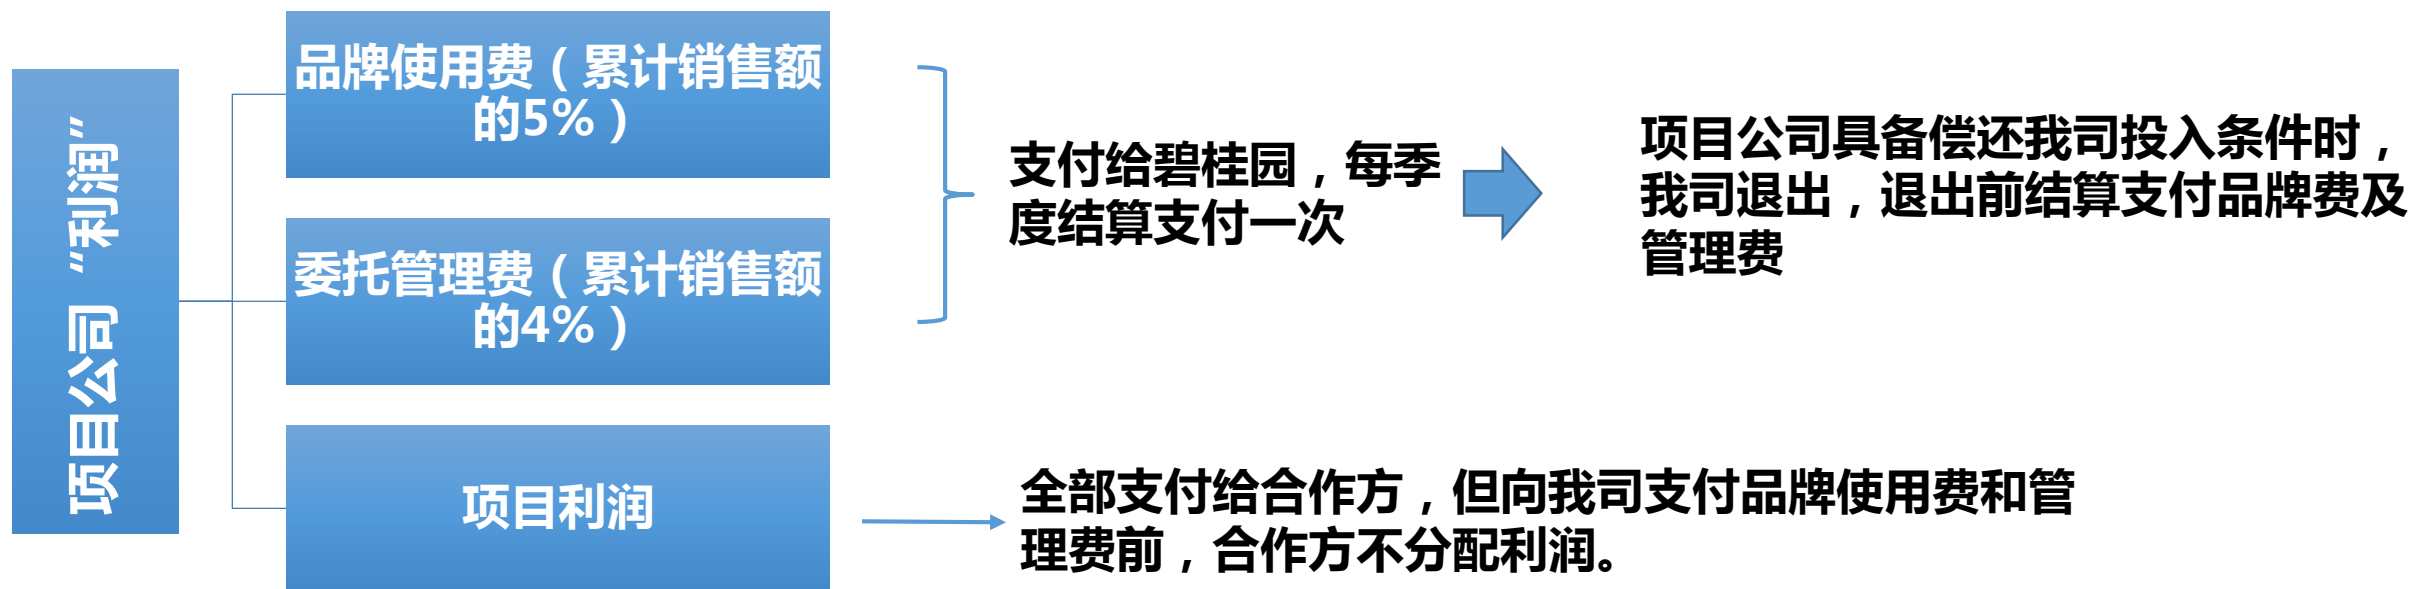 项目公司“利润”
品牌使用费（累计销售额
的5%）
委托管理费（累计销售额
的4%）
项目利润
支付给碧桂园，每季
度结算支付一次
项目公司具备偿还我司投入条件时，
我司退出，退出前结算支付品牌费及
管理费
全部支付给合作方，但向我司支付品牌使用费和管
理费前，合作方不分配利润。